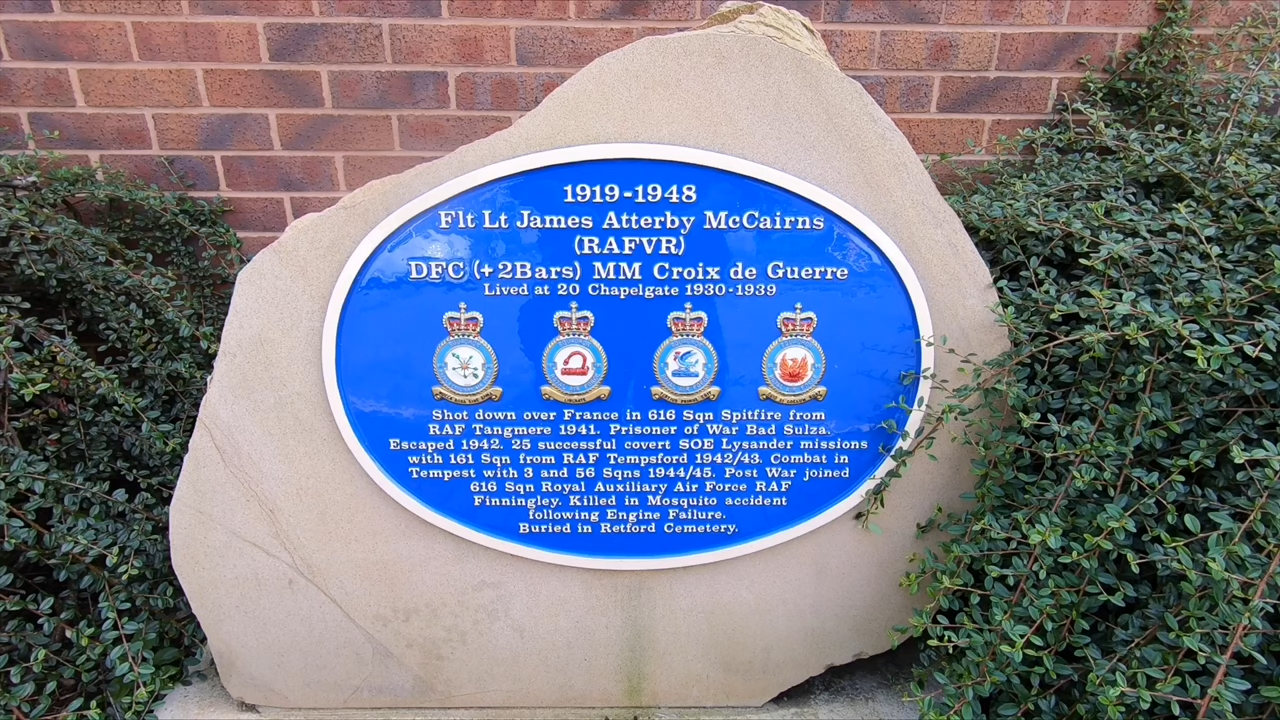 1919-1948
Flt Lt James Atterby McCairns
(RAFVR)
DFC (+2Bars) MM Croix de Guerre
Lived at 20 Chapelgate 1930-1939
Shot down over France in 616 Sqn Spitfire from
RAF Tangmere 1941. Prisoner of War Bad Sulza.
Escaped 1942. 25 successful covert SOE Lysander missions
with 161 Sqn from RAF Tempsford 1942/43. Combat in
Tempest with 3 and 56 Sqns 1944/45. Post War joined
616 Sqn Royal Auxiliary Air Force RAF
Finningley. Killed in Mosquito accident
following Engine Failure.
Buried in Retford Cemetery.